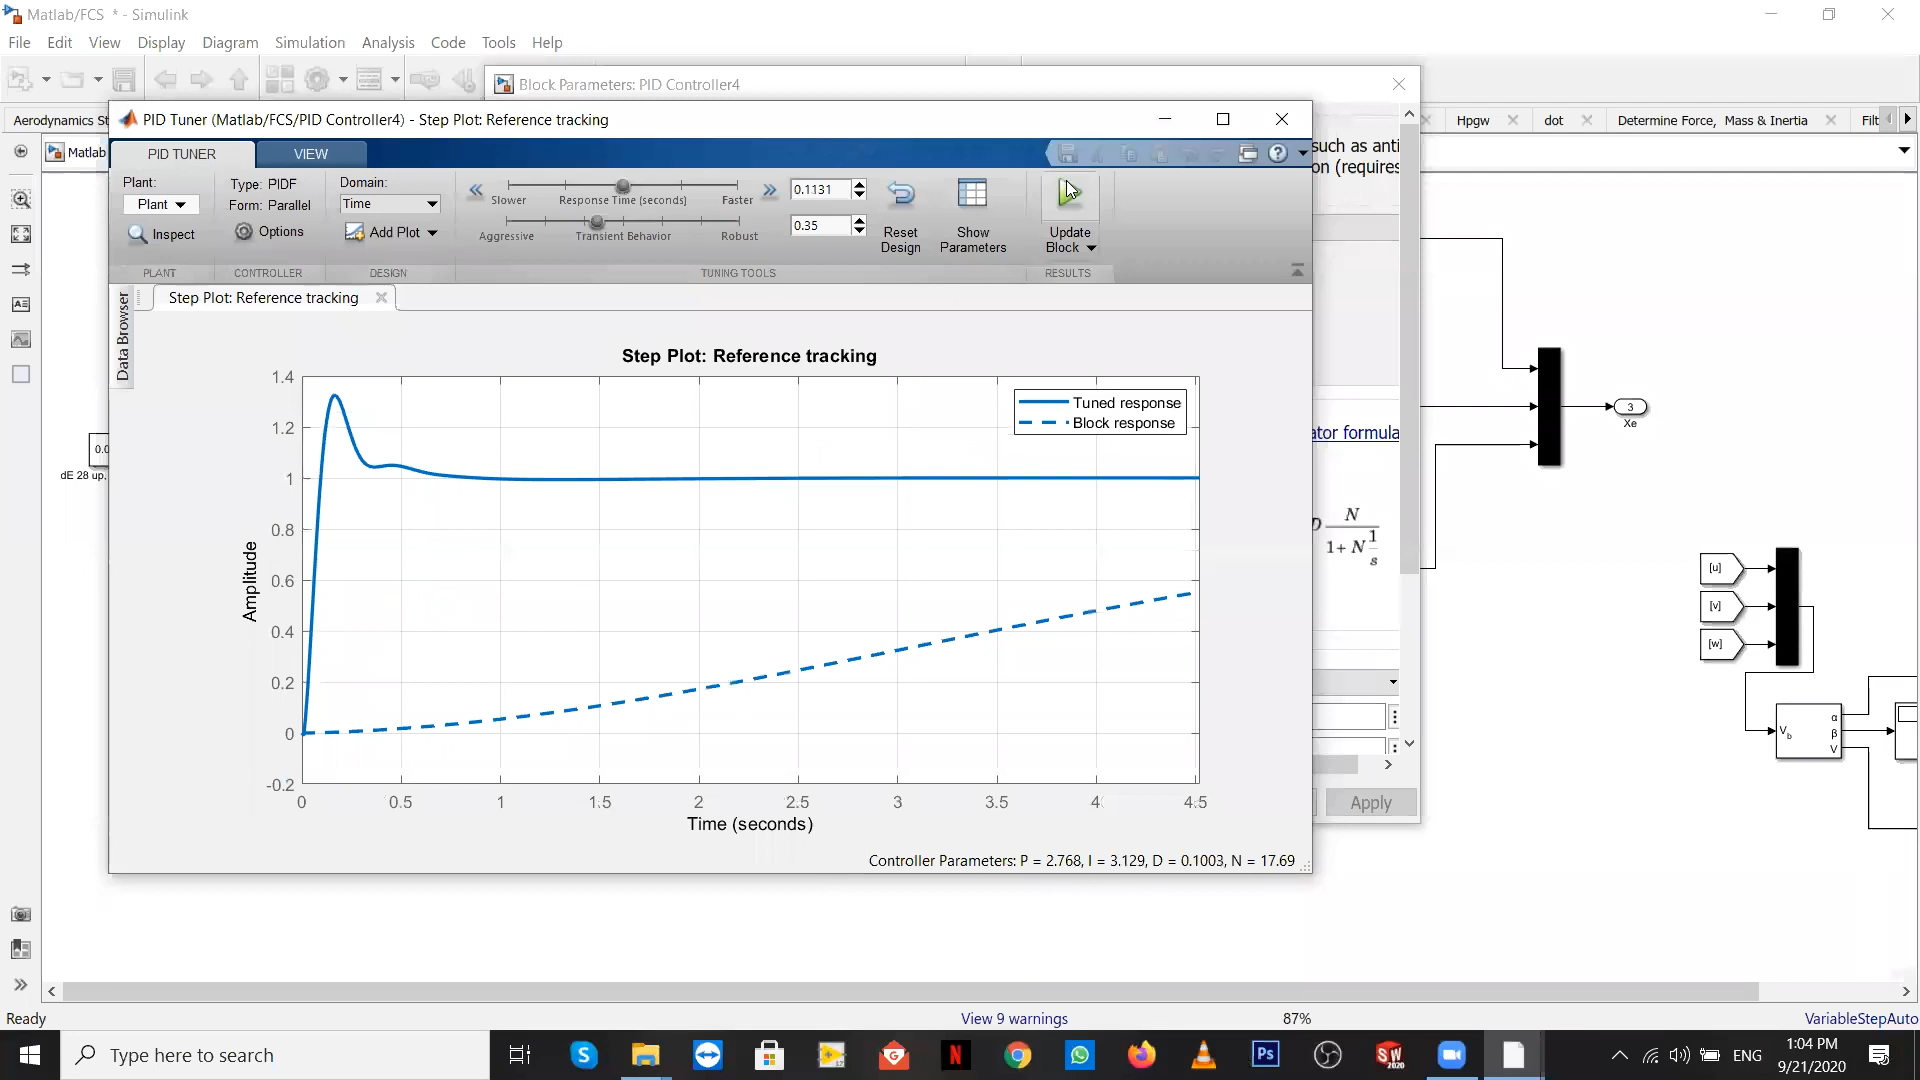 Matlab/FCS * - Simulink
File Edit View Display Diagram Simulation Analysis Code Tools Help
Block Parameters: PID Controller4
Aerodynamics St
Hpgw
dot
Determine Force, Mass & Inertia
Filt
PID Tuner (Matlab/FCS/PID Controller4) - Step Plot: Reference tracking
Matlab
PID TUNER
VIEW
such as anti
on (requires
Plant:
Plant
Inspect
PLANT
Type: PIDF
Form: Parallel
Options
CONTROLLER
Domain:
Time
Add Plot
DESIGN
Slower
Response Time (seconds)
Faster
0.1131
Aggressive
Transient Behavior
Robust
0.35
Reset
Design
Show
Parameters
TUNING TOOLS
Update
Block
RESULTS
Data Browser
Step Plot: Reference tracking
Step Plot: Reference tracking
Tuned response
Block response
1.4
1.2
1
0.8
0.6
0.4
0.2
0
-0.2
Amplitude
0 0.5 1 1.5 2 2.5 3 3.5 4 4.5
Time (seconds)
Controller Parameters: P = 2.768, I = 3.129, D = 0.1003, N = 17.69
0.0
dE 28 up,
ator formula
N
1+ N 1
s
Apply
3
Xe
[u]
[v]
[w]
Vb
α
β
V
Ready
View 9 warnings
87%
VariableStepAuto
Type here to search
ENG
1:04 PM
9/21/2020